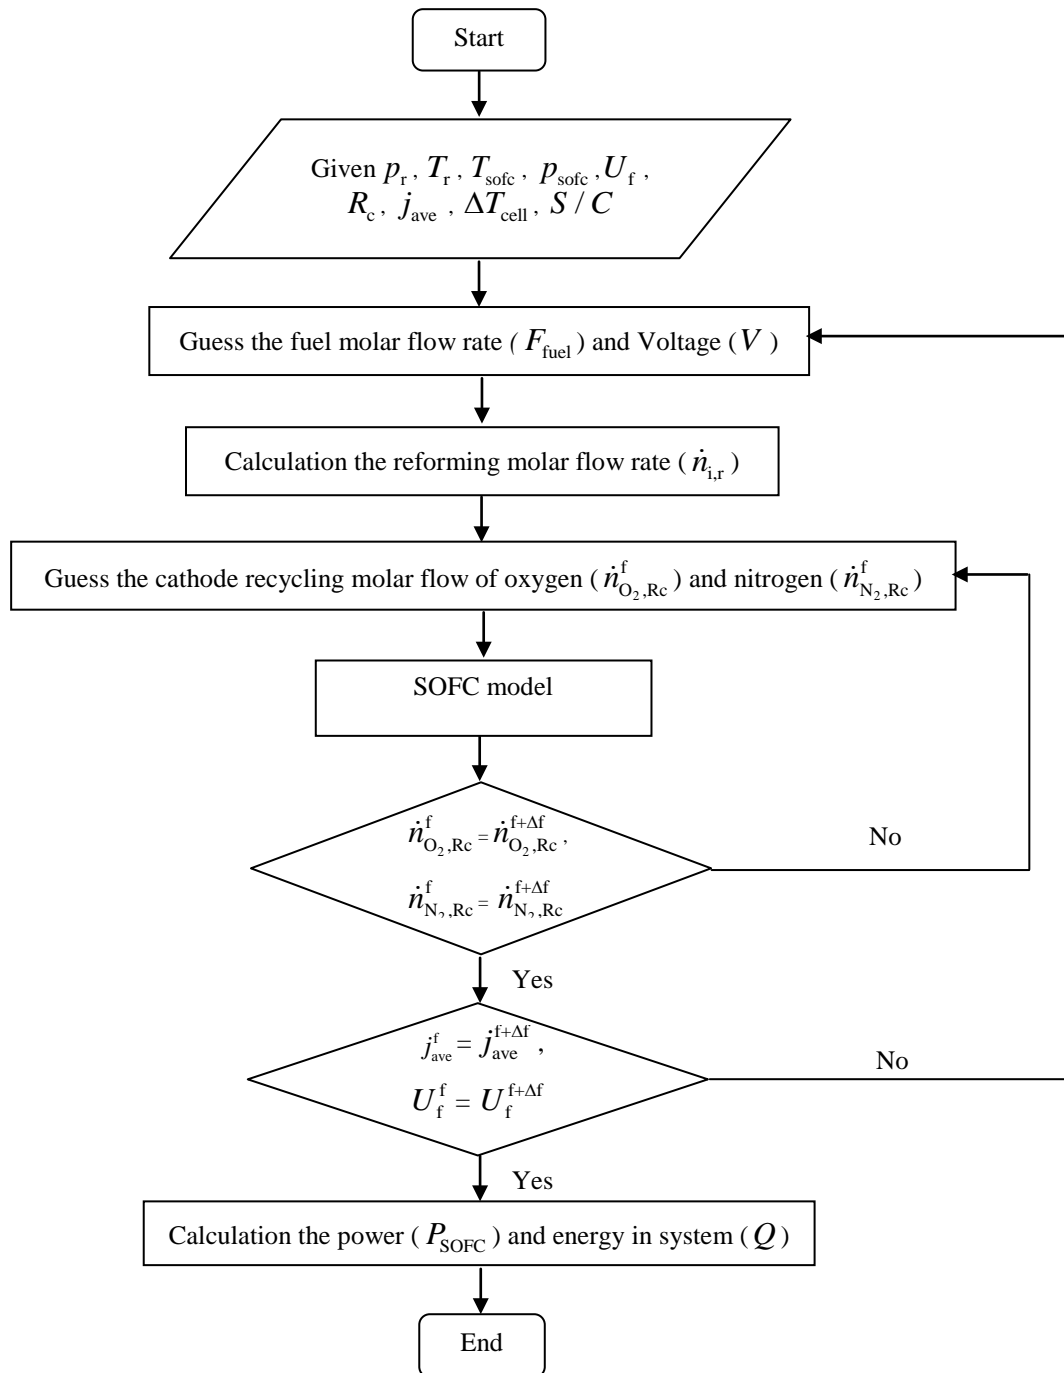 Start
Given p_r, T_r, T_sofc, p_sofc, U_f,
R_c, j_ave, ΔT_cell, S / C
Guess the fuel molar flow rate (F_fuel) and Voltage (V)
Calculation the reforming molar flow rate (ṅ_i,r)
Guess the cathode recycling molar flow of oxygen (ṅ^f_O₂,Rc) and nitrogen (ṅ^f_N₂,Rc)
SOFC model
ṅ^f_O₂,Rc = ṅ^f+Δf_O₂,Rc,
No
ṅ^f_N₂,Rc = ṅ^f+Δf_N₂,Rc
Yes
j^f_ave = j^f+Δf_ave,
No
U^f_f = U^f+Δf_f
Yes
Calculation the power (P_SOFC) and energy in system (Q)
End